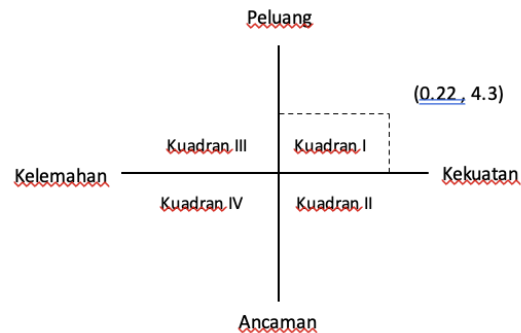 Peluang
(0.22 , 4.3)
Kuadran III
Kuadran I
Kelemahan
Kekuatan
Kuadran IV
Kuadran II
Ancaman